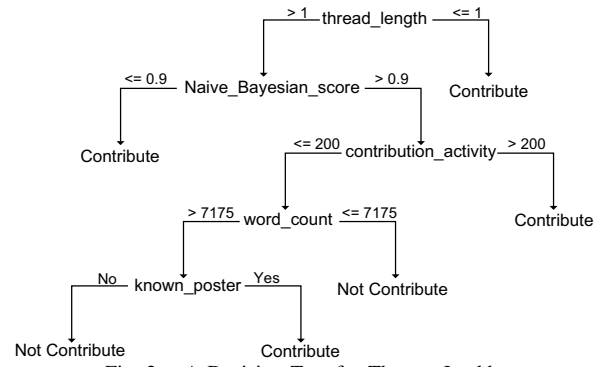 > 1 thread_length <= 1
<= 0.9 Naive_Bayesian_score > 0.9 Contribute
Contribute <= 200 contribution_activity > 200
> 7175 word_count <= 7175 Contribute
No known_poster Yes Not Contribute
Not Contribute Contribute